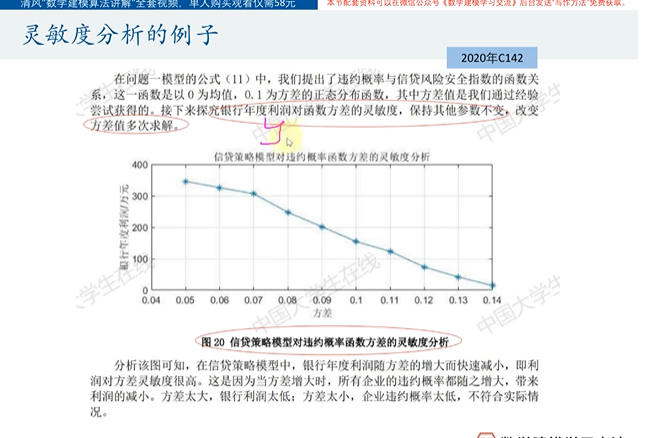 清风"数学建模算法讲解"全套视频, 单人购买观看仅需58元
本节配套资料可以在微信公众号《数学建模学习交流》后台发送"写作方法"免费获取。
灵敏度分析的例子
2020年C142
在问题一模型的公式（11）中，我们提出了违约概率与信贷风险安全指数的函数关
系，这一函数是以 0 为均值，0.1 为方差的正态分布函数，其中方差值是我们通过经验
尝试获得的。接下来探究银行年度利润对函数方差的灵敏度，保持其他参数不变，改变
方差值多次求解。
信贷策略模型对违约概率函数方差的灵敏度分析
银行年度利润/万元
400
300
200
100
0
0.04 0.05 0.06 0.07 0.08 0.09 0.1 0.11 0.12 0.13 0.14
方差
图 20 信贷策略模型对违约概率函数方差的灵敏度分析
分析该图可知，在信贷策略模型中，银行年度利润随方差的增大而快速减小，即利
润对方差灵敏度很高。这是因为当方差增大时，所有企业的违约概率都随之增大，带来
利润的减小。方差太大，银行利润太低；方差太小，企业违约概率太低，不符合实际情
况。
中国大学生在线